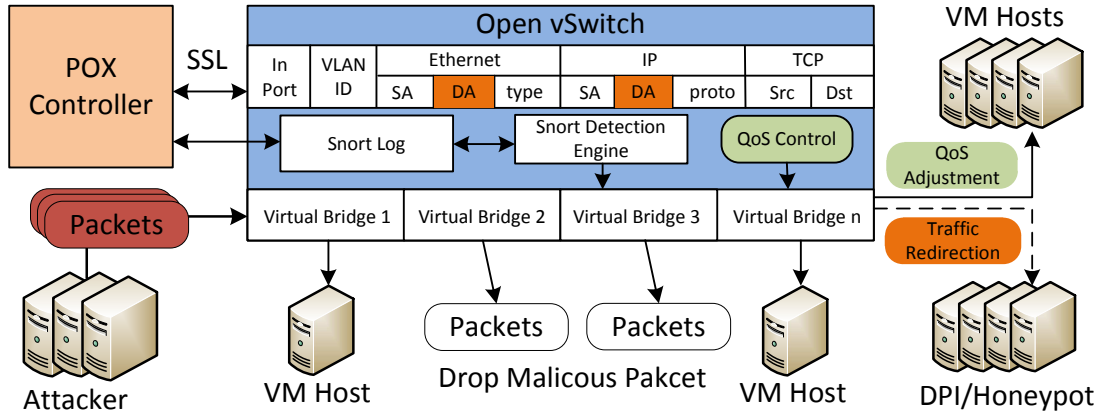 Open vSwitch
VM Hosts
POX
Controller
SSL
In
Port
VLAN
ID
Ethernet
IP
TCP
SA
DA
type
SA
DA
proto
Src
Dst
Snort Log
Snort Detection
Engine
QoS Control
QoS
Adjustment
Packets
Virtual Bridge 1
Virtual Bridge 2
Virtual Bridge 3
Virtual Bridge n
Traffic
Redirection
Packets
Packets
Attacker
VM Host
Drop Malicous Pakcet
VM Host
DPI/Honeypot